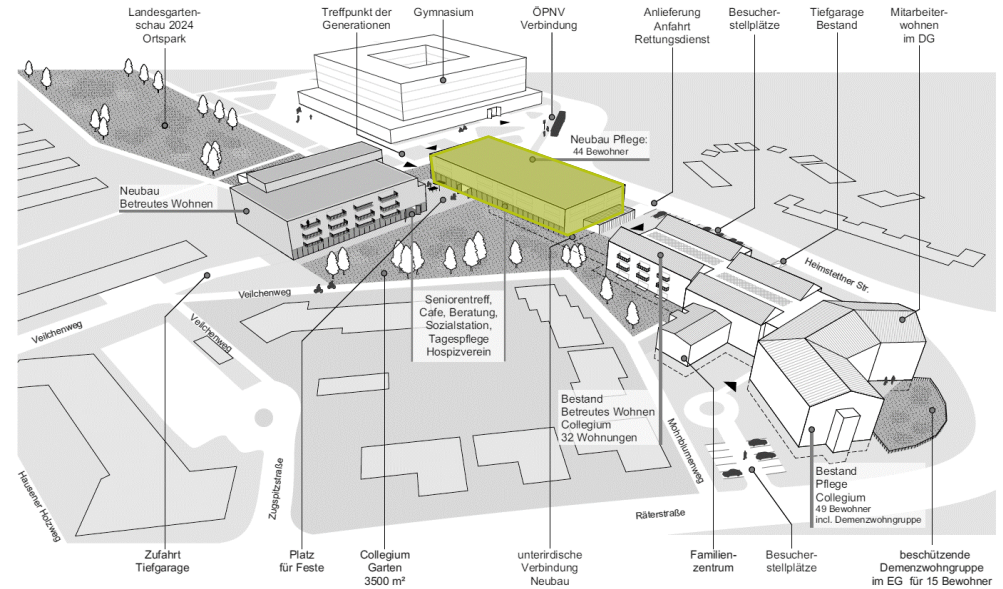 Landesgarten-
schau 2024
Ortspark
Treffpunkt der
Generationen
Gymnasium
ÖPNV
Verbindung
Anlieferung
Anfahrt
Rettungsdienst
Besucher-
stellplätze
Tiefgarage
Bestand
Mitarbeiter-
wohnen
im DG
Neubau Pflege:
44 Bewohner
Neubau
Betreutes Wohnen
Heimstettner Str.
Veilchenweg
Veilchenweg
Veilchenweg
Seniorentreff,
Cafe, Beratung,
Sozialstation,
Tagespflege
Hospizverein
Bestand
Betreutes Wohnen
Collegium
32 Wohnungen
Mohnblumenweg
Bestand
Pflege
Collegium
49 Bewohner
incl. Demenzwohngruppe
Hausener Holzweg
Zugspitzstraße
Räterstraße
Zufahrt
Tiefgarage
Platz
für Feste
Collegium
Garten
3500 m²
unterirdische
Verbindung
Neubau
Familien-
zentrum
Besucher-
stellplätze
beschützende
Demenzwohngruppe
im EG für 15 Bewohner